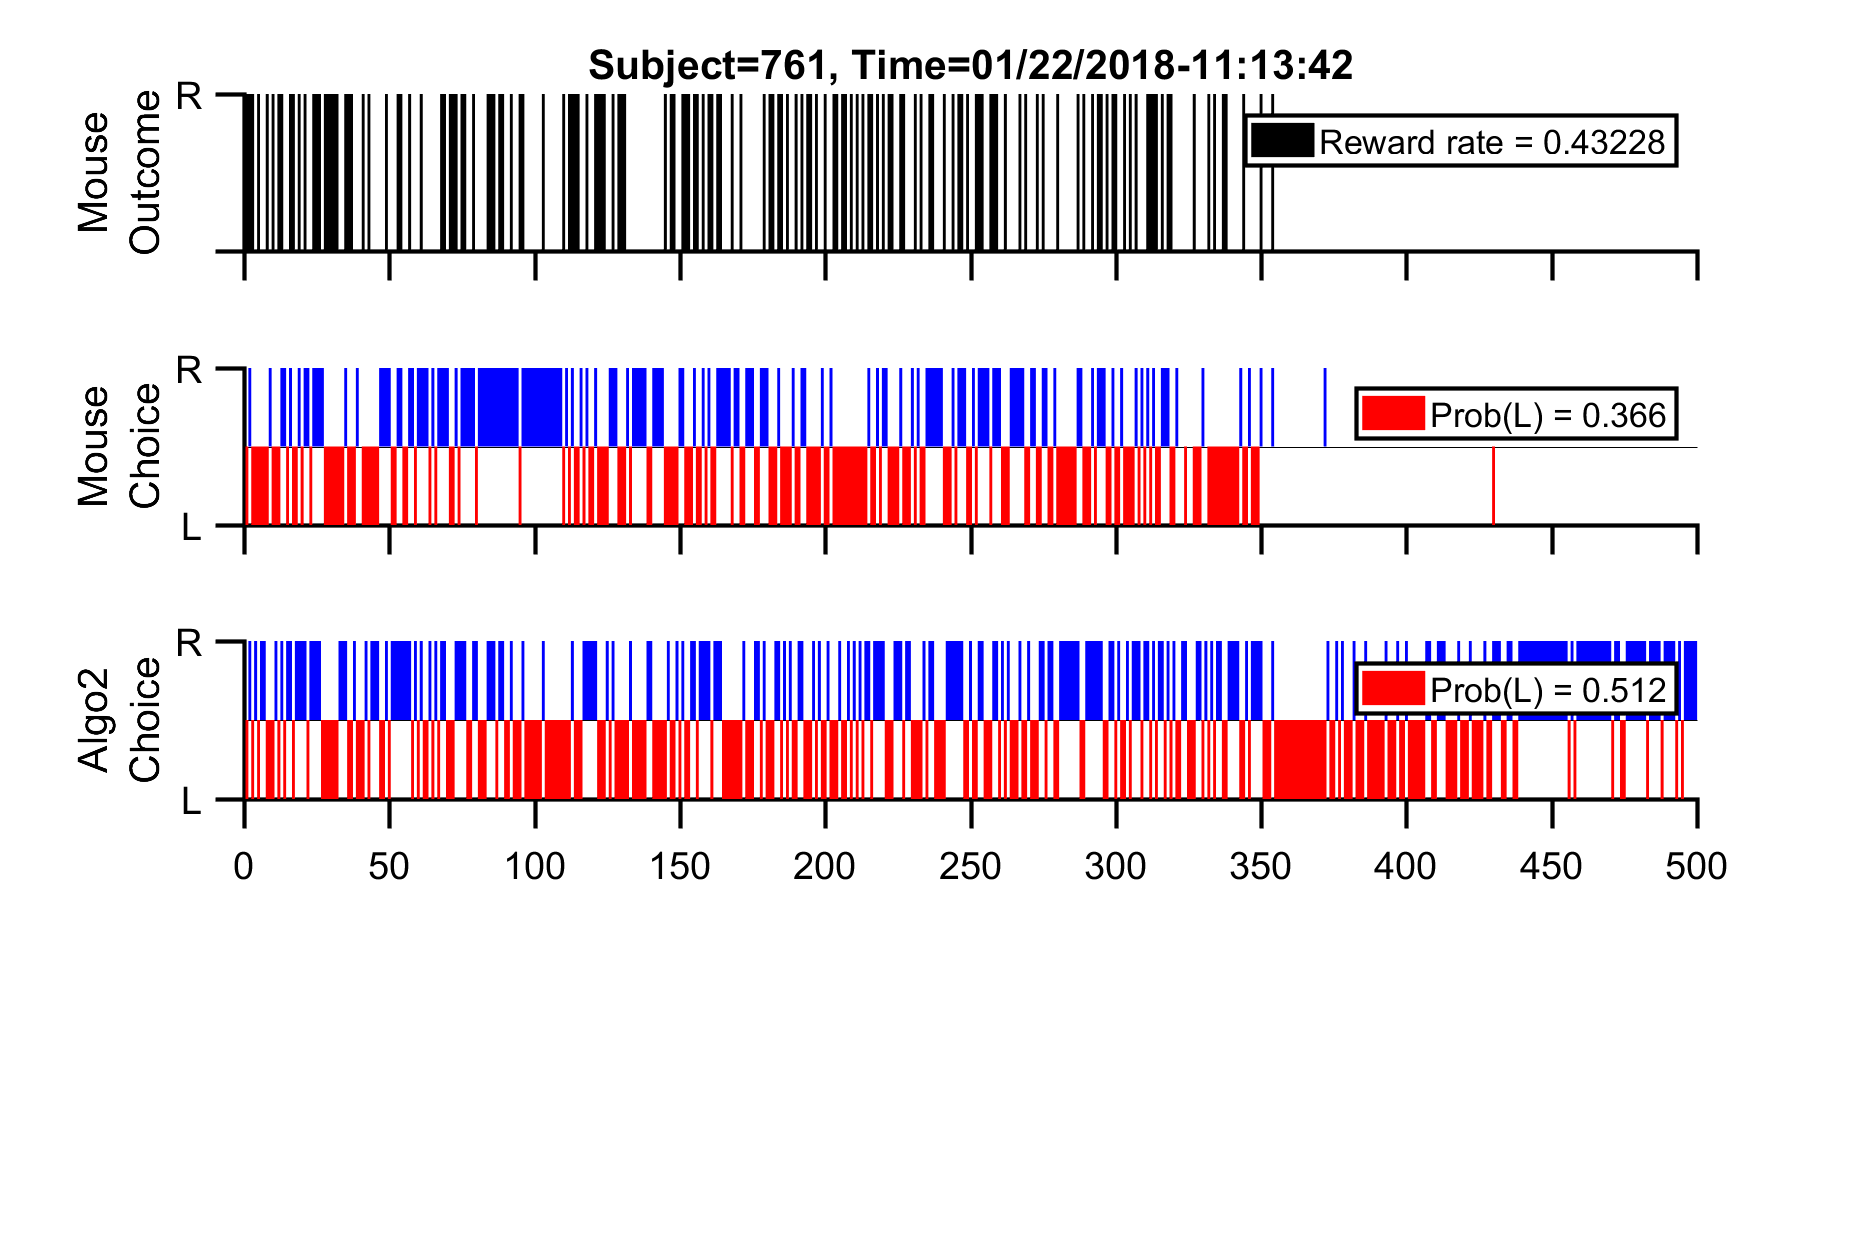 Subject=761, Time=01/22/2018-11:13:42
Mouse
Outcome
R
Reward rate = 0.43228
Mouse
Choice
R
L
Prob(L) = 0.366
Algo2
Choice
R
L
Prob(L) = 0.512
0 50 100 150 200 250 300 350 400 450 500